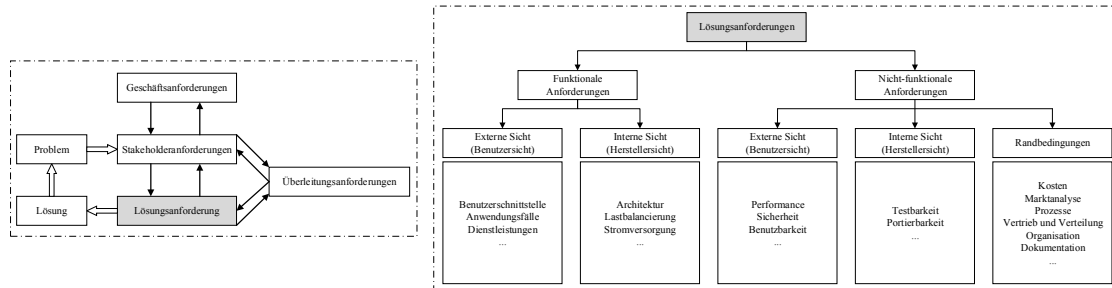 Geschäftsanforderungen
Problem
Stakeholderanforderungen
Überleitungsanforderungen
Lösung
Lösungsanforderung
Lösungsanforderungen
Funktionale
Anforderungen
Nicht-funktionale
Anforderungen
Externe Sicht
(Benutzersicht)
Interne Sicht
(Herstellersicht)
Externe Sicht
(Benutzersicht)
Interne Sicht
(Herstellersicht)
Randbedingungen
Benutzerschnittstelle
Anwendungsfälle
Dienstleistungen
...
Architektur
Lastbalancierung
Stromversorgung
...
Performance
Sicherheit
Benutzbarkeit
...
Testbarkeit
Portierbarkeit
...
Kosten
Marktanalyse
Prozesse
Vertrieb und Verteilung
Organisation
Dokumentation
...